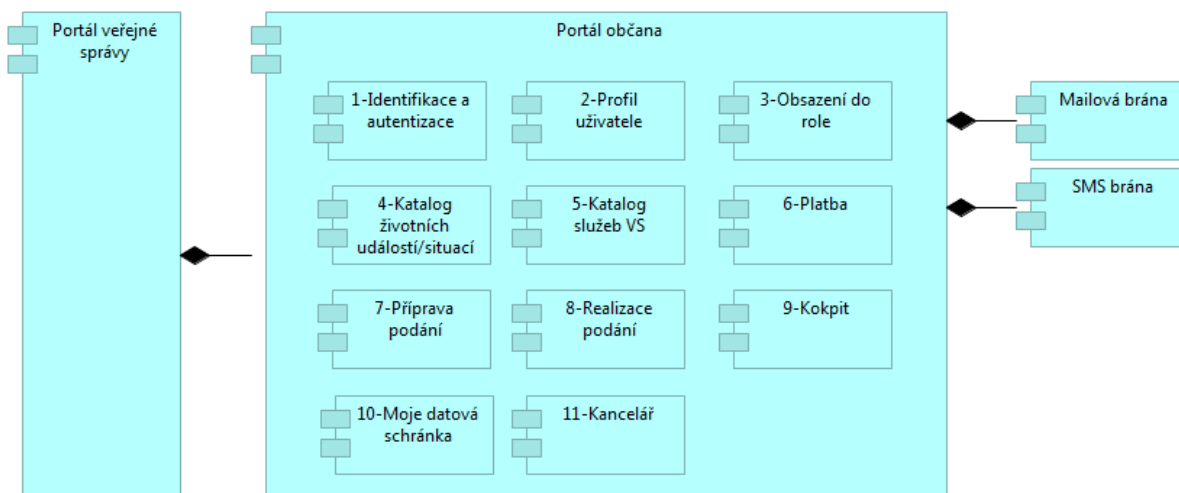 Portál veřejné
správy
Portál občana
1-Identifikace a
autentizace
2-Profil
uživatele
3-Obsazení do
role
Mailová brána
SMS brána
4-Katalog
životních
událostí/situací
5-Katalog
služeb VS
6-Platba
7-Příprava
podání
8-Realizace
podání
9-Kokpit
10-Moje datová
schránka
11-Kancelář